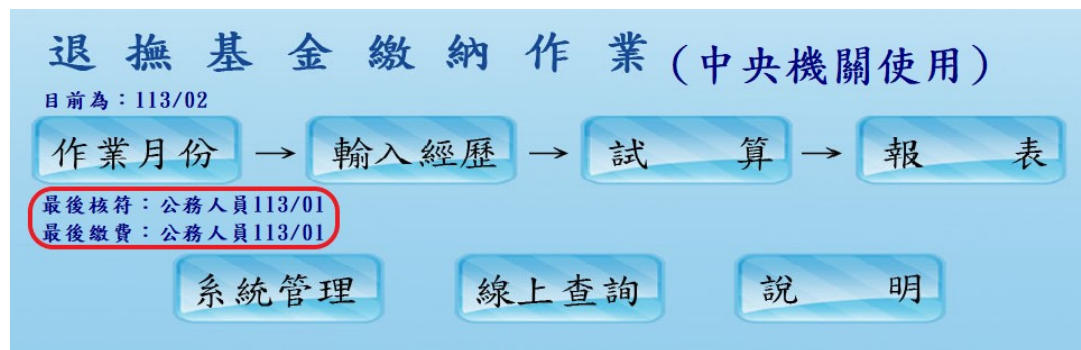 退撫基金繳納作業(中央機關使用)
目前為：113/02
作業月份 → 輸入經歷 → 試 算 → 報 表
最後核符：公務人員113/01
最後繳費：公務人員113/01
系統管理 線上查詢 說 明